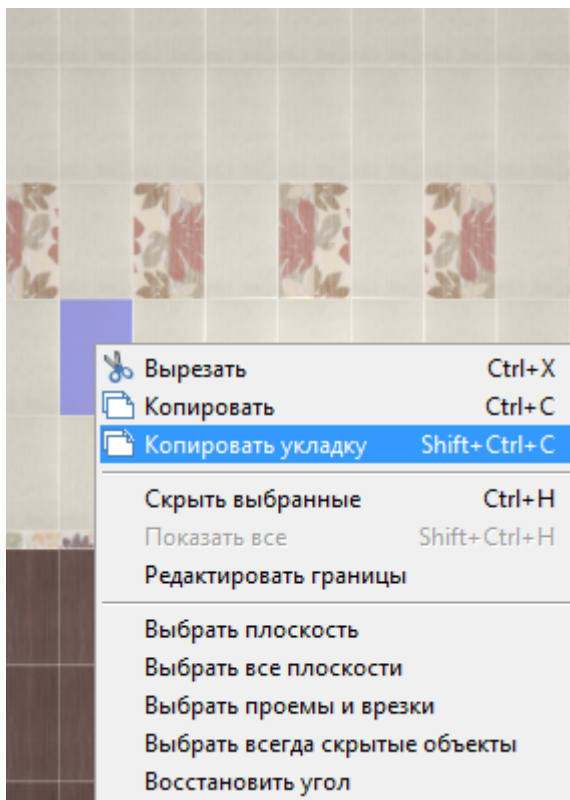 Вырезать Ctrl+X
Копировать Ctrl+C
Копировать укладку Shift+Ctrl+C
Скрыть выбранные Ctrl+H
Показать все Shift+Ctrl+H
Редактировать границы
Выбрать плоскость
Выбрать все плоскости
Выбрать проемы и врезки
Выбрать всегда скрытые объекты
Восстановить угол